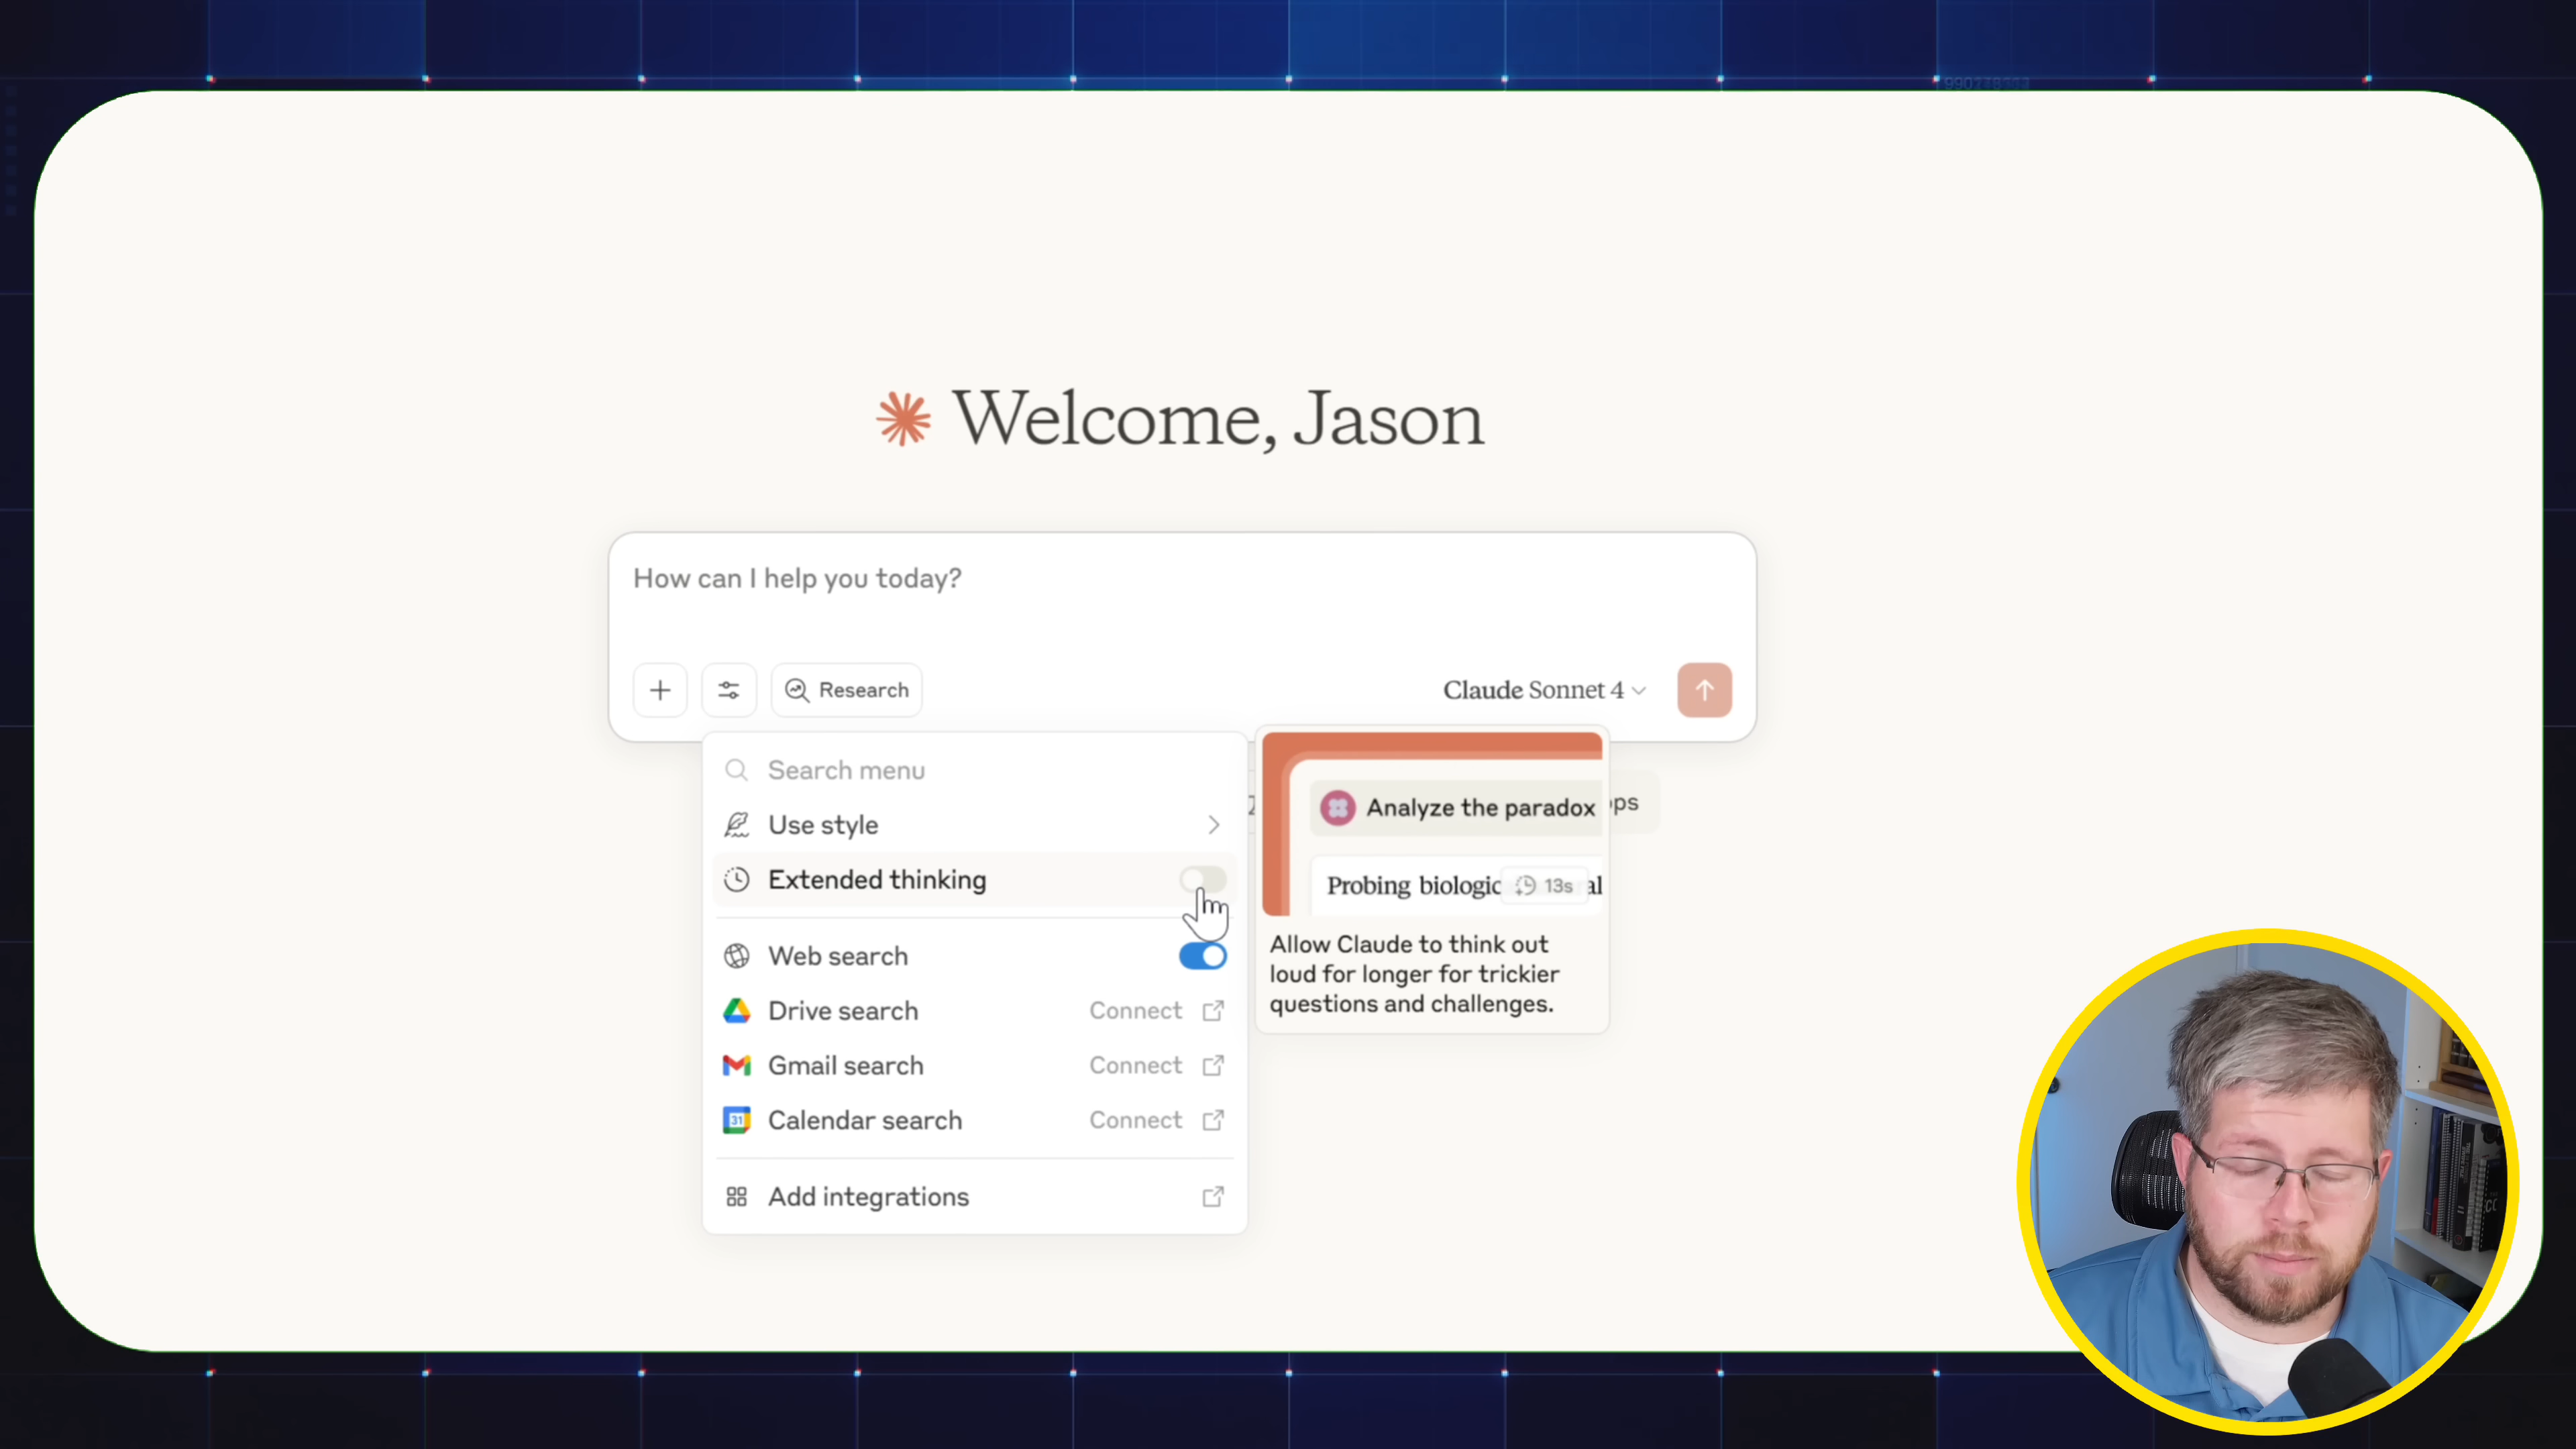 Welcome, Jason
How can I help you today?
Research
Claude Sonnet 4
Search menu
Use style
Extended thinking
Web search
Drive search Connect
Gmail search Connect
31 Calendar search Connect
Add integrations
Analyze the paradox
Probing
13s
Allow Claude to think out
loud for longer for trickier
questions and challenges.